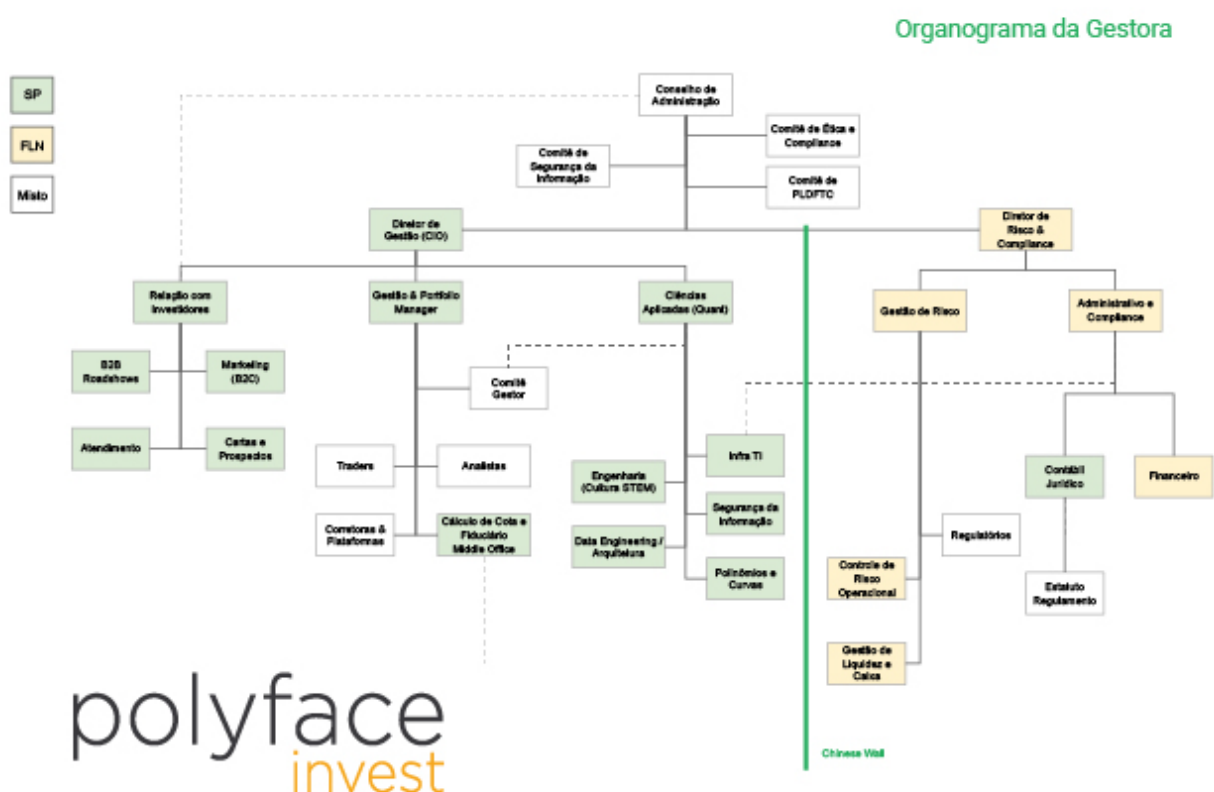 Organograma da Gestora
SP
FLN
Misto
Conselho de
Administração
Comitê de Ética e
Compliance
Comitê de
Segurança da
Informação
Comitê de
PLDFTC
Diretor de
Gestão (CIO)
Diretor de
Risco &
Compliance
Relação com
Investidores
Gestão & Portfolio
Manager
Ciências
Aplicadas (Quant)
Gestão de Risco
Administrativo e
Compliance
B2B
Roadshows
Marketing
(B2C)
Comitê
Gestor
Atendimento
Cartas e
Prospectos
Traders
Analistas
Infra TI
Engenharia
(Cultura STEM)
Contábil
Jurídico
Financeiro
Segurança da
Informação
Corretoras &
Plataformas
Cálculo de Cota e
Fiduciário
Middle Office
Data Engineering /
Arquitetura
Regulatórios
Polinômios e
Curvas
Controle de
Risco
Operacional
Estatuto
Regulamento
Gestão de
Liquidez e
Caixa
polyface
invest
Chinese Wall